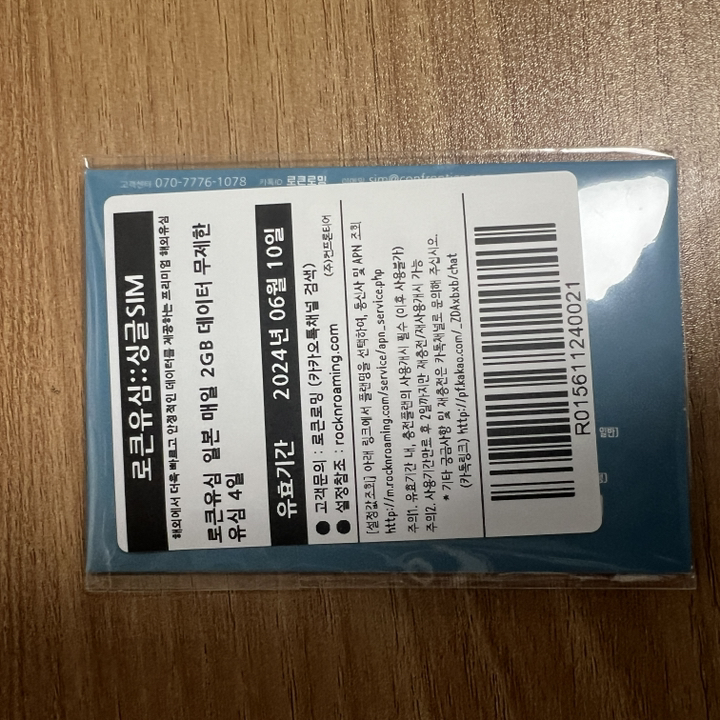 고객센터 070-7776-1078 카톡ID 로큰로밍 이메일
로큰유심::싱글 SIM
해외에서 더욱 빠르고 안정적인 데이터를 제공하는 프리미엄 해외유심
로큰유심 일본 매일 2GB 데이터 무제한
유심 4일
유효기간 2024년 06월 10일
● 고객문의 : 로큰로밍 (카카오톡채널 검색)
(주)컨프론티어
● 설정참조 : rocknroaming.com
[설정값조회] 아래 링크에서 플랜명을 선택하여, 통신사 및 APN 조회
http://m.rocknroaming.com/service/apn_service.php
주의1. 유효기간 내, 충전플랜의 사용개시 필수 (이후 사용불가)
주의2. 사용기간만료 후 2일까지만 재충전/재사용개시 가능
* 기타 궁금사항 및 재충전은 카톡채널로 문의해 주십시오.
(카톡링크) http://pf.kakao.com/_ZDAxbxb/chat
R015611240021